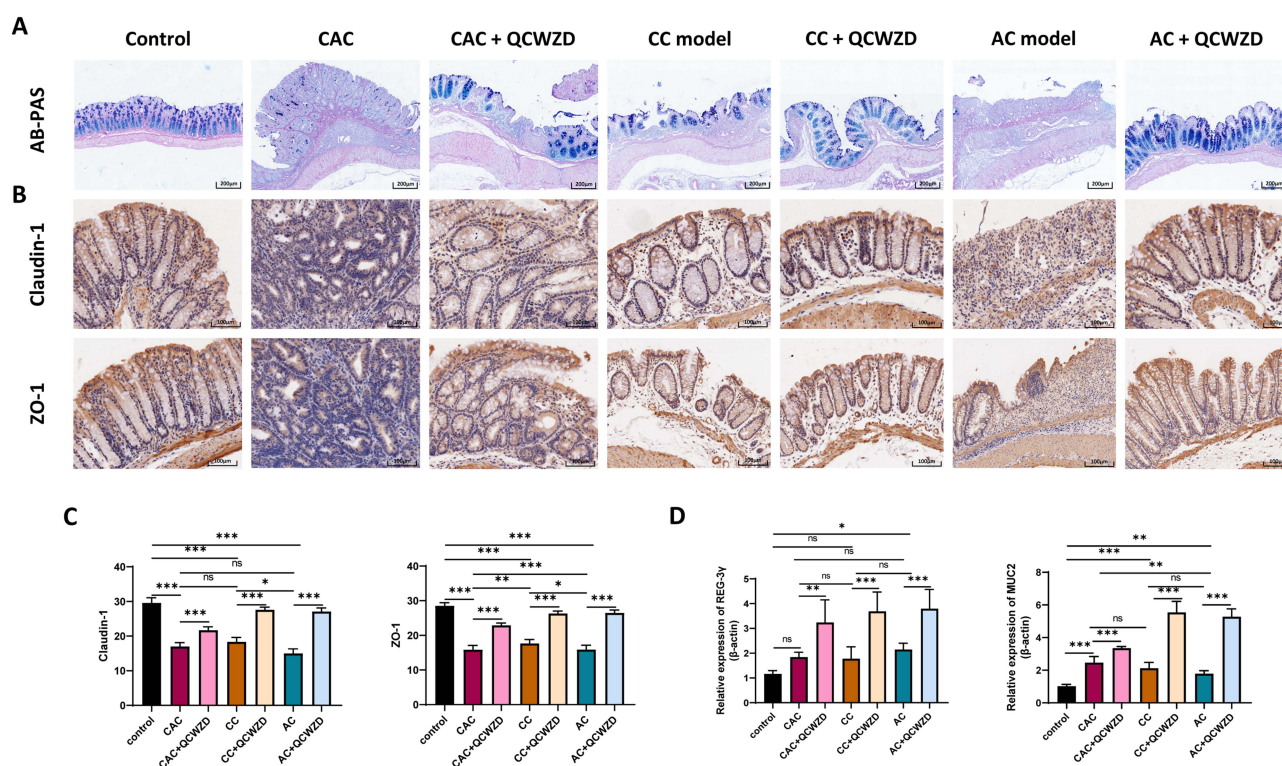 A
Control CAC CAC + QCWZD CC model CC + QCWZD AC model AC + QCWZD
AB-PAS
200μm 200μm 200μm 200μm 200μm 200μm 200μm
B
Claudin-1
100μm 100μm 100μm 100μm 100μm 100μm 100μm
ZO-1
100μm 100μm 100μm 100μm 100μm 100μm 100μm
C
Claudin-1
40
30
20
10
0
***
***
ns
ns
*
***
***
***
***
control CAC CAC+QCWZD CC CC+QCWZD AC AC+QCWZD
ZO-1
40
30
20
10
0
***
***
***
**
*
***
***
***
***
control CAC CAC+QCWZD CC CC+QCWZD AC AC+QCWZD
D
Relative expression of REG-3γ
(β-actin)
5
4
3
2
1
0
*
ns
ns
ns
ns
ns
**
***
***
control CAC CAC+QCWZD CC CC+QCWZD AC AC+QCWZD
Relative expression of MUC2
(β-actin)
8
6
4
2
0
**
***
**
ns
ns
***
***
***
***
control CAC CAC+QCWZD CC CC+QCWZD AC AC+QCWZD